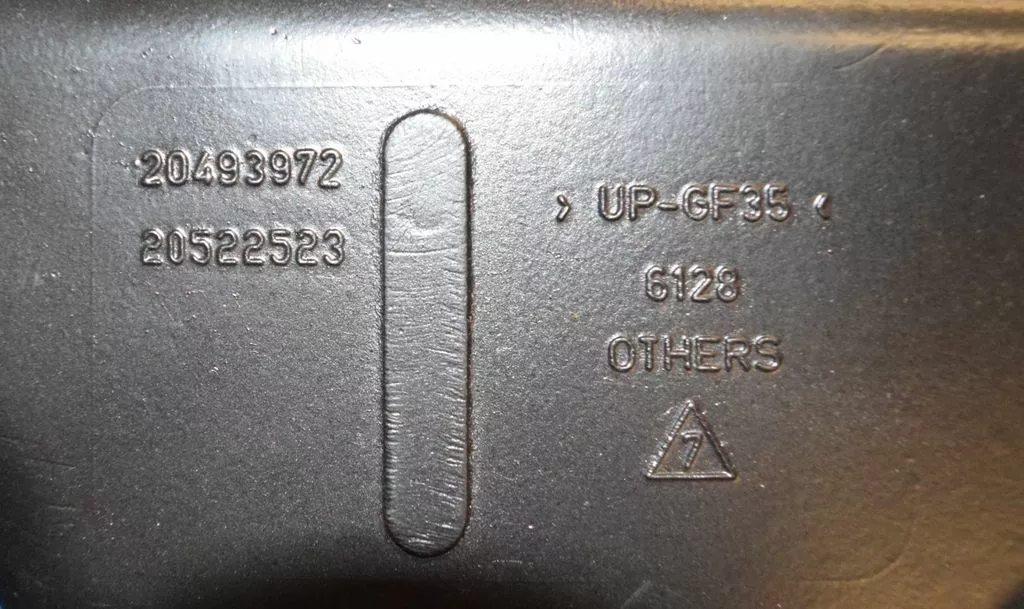 20493972
20522523
> UP-GF35 <
6128
OTHERS
7